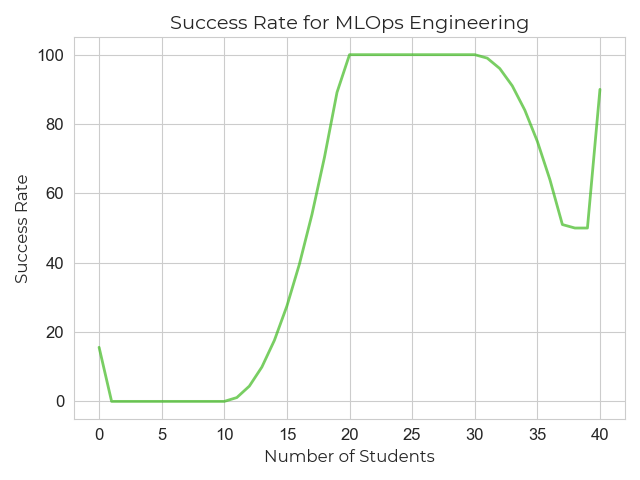 Success Rate for MLOps Engineering
Success Rate
100
80
60
40
20
0
0 5 10 15 20 25 30 35 40
Number of Students